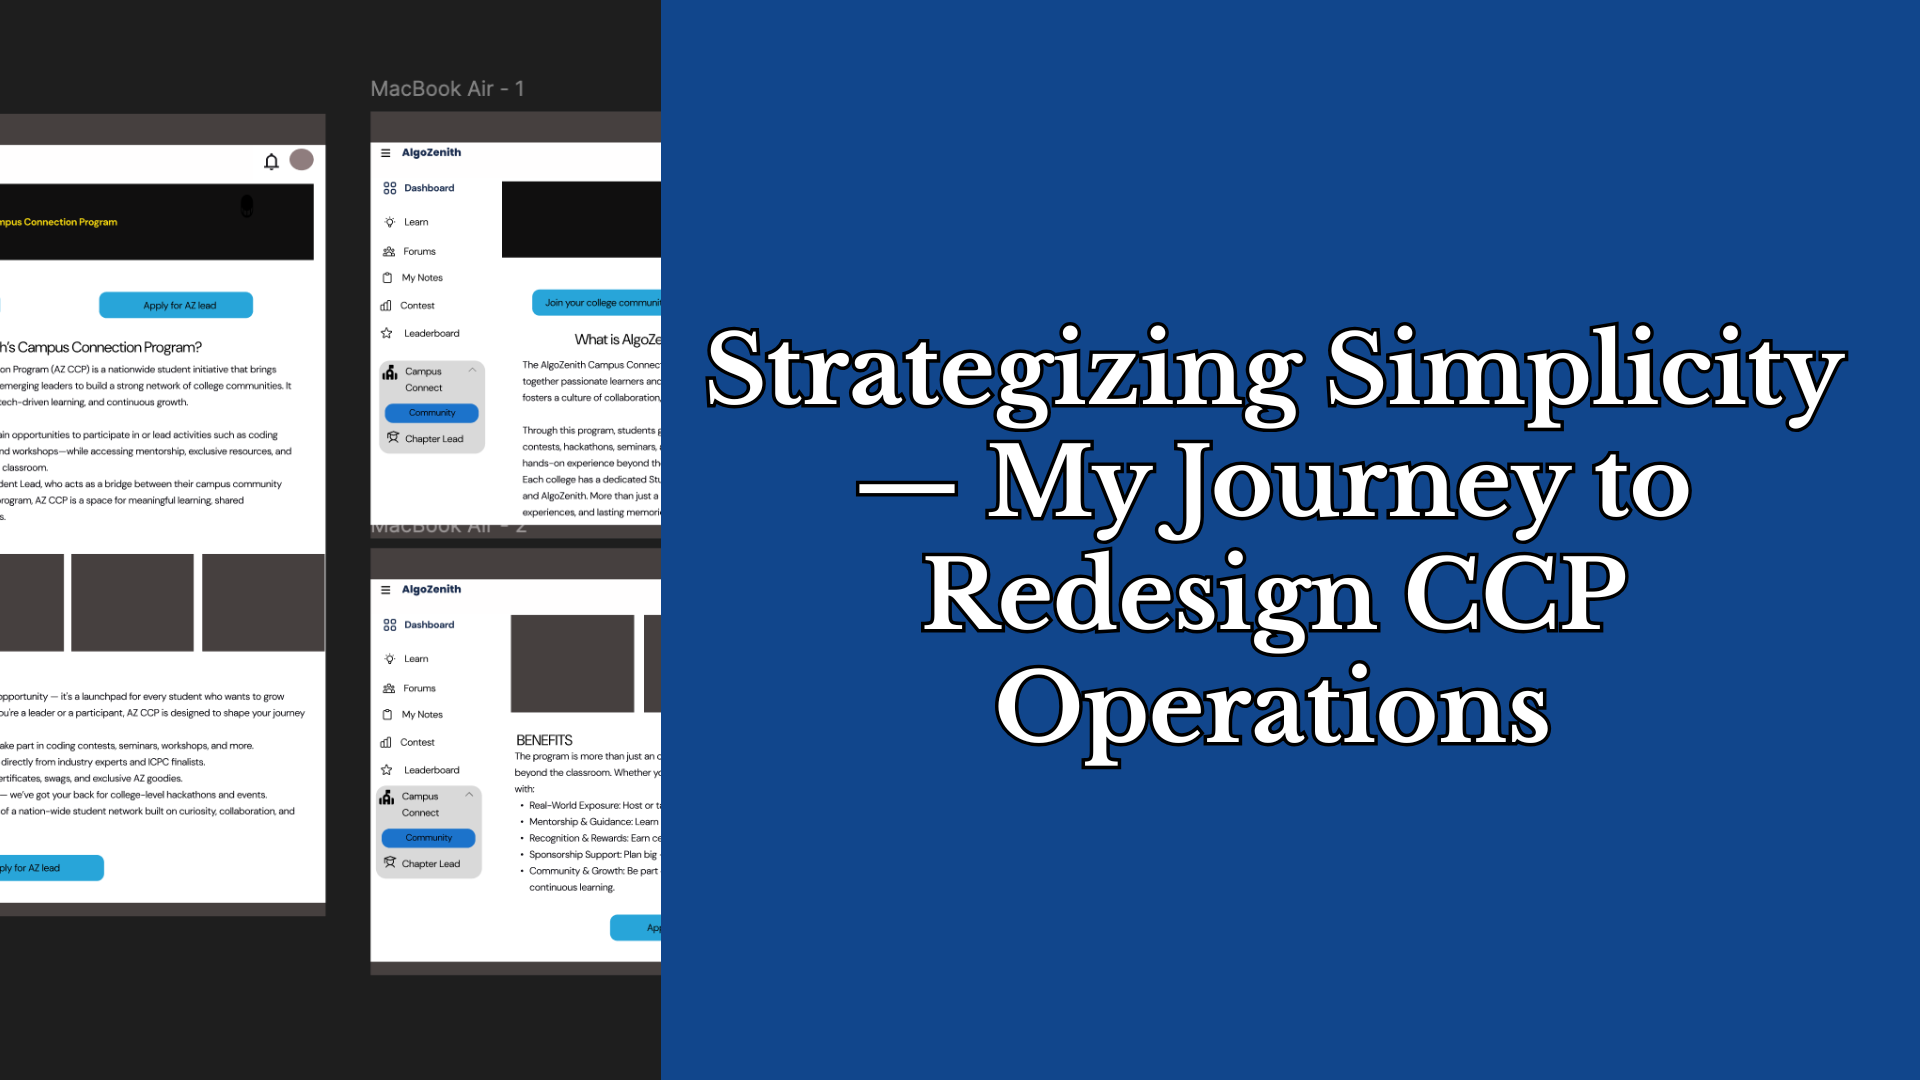 mpus Connection Program
Apply for AZ lead
h's Campus Connection Program?
on Program (AZ CCP) is a nationwide student initiative that brings
emerging leaders to build a strong network of college communities. It
tech-driven learning, and continuous growth.
ain opportunities to participate in or lead activities such as coding
nd workshops—while accessing mentorship, exclusive resources, and
classroom.
dent Lead, who acts as a bridge between their campus community
rogram, AZ CCP is a space for meaningful learning, shared
s.
opportunity — it's a launchpad for every student who wants to grow
ou're a leader or a participant, AZ CCP is designed to shape your journey
ake part in coding contests, seminars, workshops, and more.
directly from industry experts and ICPC finalists.
ertificates, swags, and exclusive AZ goodies.
— we've got your back for college-level hackathons and events.
of a nation-wide student network built on curiosity, collaboration, and
ply for AZ lead
MacBook Air - 1
AlgoZenith
Dashboard
Learn
Forums
My Notes
Contest
Leaderboard
Campus
Connect
Community
Chapter Lead
Join your college communit
What is AlgoZe
The AlgoZenith Campus Connec
together passionate learners and
fosters a culture of collaboration,
Through this program, students g
contests, hackathons, seminars, a
hands-on experience beyond the
Each college has a dedicated Stu
and AlgoZenith. More than just a
experiences, and lasting memorie
MacBook Air - 2
AlgoZenith
Dashboard
Learn
Forums
My Notes
Contest
Leaderboard
Campus
Connect
Community
Chapter Lead
BENEFITS
The program is more than just an o
beyond the classroom. Whether yo
with:
• Real-World Exposure: Host or ta
• Mentorship & Guidance: Learn
• Recognition & Rewards: Earn ce
• Sponsorship Support: Plan big –
• Community & Growth: Be part
continuous learning.
App
Strategizing Simplicity
— My Journey to
Redesign CCP
Operations